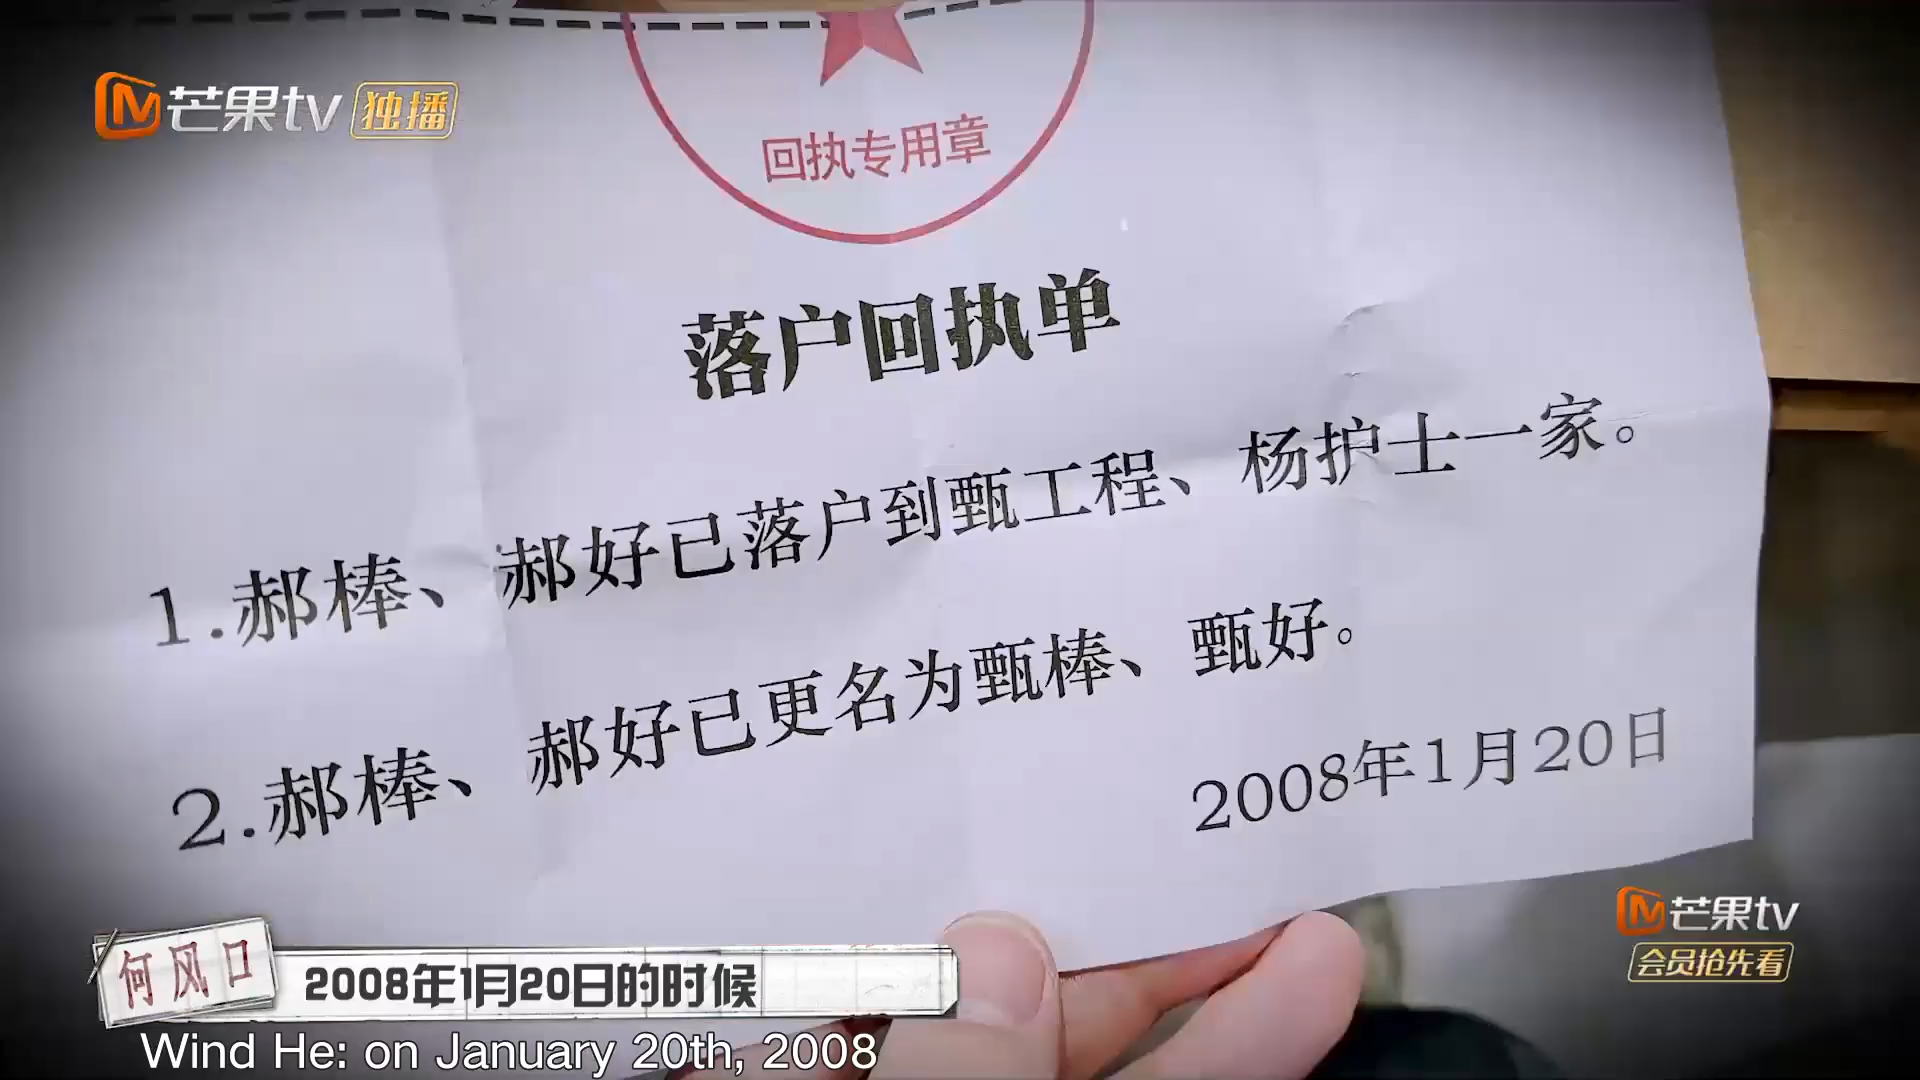 芒果tv 独播
回执专用章
落户回执单
1.郝棒、郝好已落户到甄工程、杨护士一家。
2.郝棒、郝好已更名为甄棒、甄好。
2008年1月20日
芒果tv
会员抢先看
何风口
2008年1月20日的时候
Wind He: on January 20th, 2008